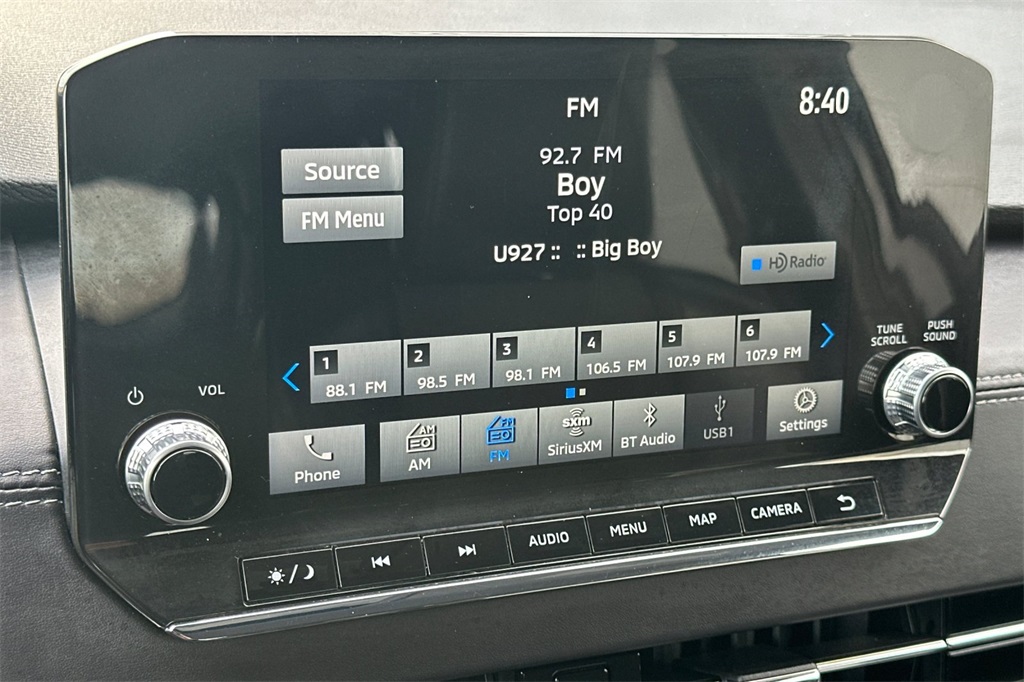 FM
8:40
Source
FM Menu
92.7 FM
Boy
Top 40
U927 :: :: Big Boy
HD Radio
1 88.1 FM
2 98.5 FM
3 98.1 FM
4 106.5 FM
5 107.9 FM
6 107.9 FM
VOL
TUNE SCROLL
PUSH SOUND
Phone
AM AM
FM FM
sxm SiriusXM
BT Audio
USB1
Settings
AUDIO
MENU
MAP
CAMERA